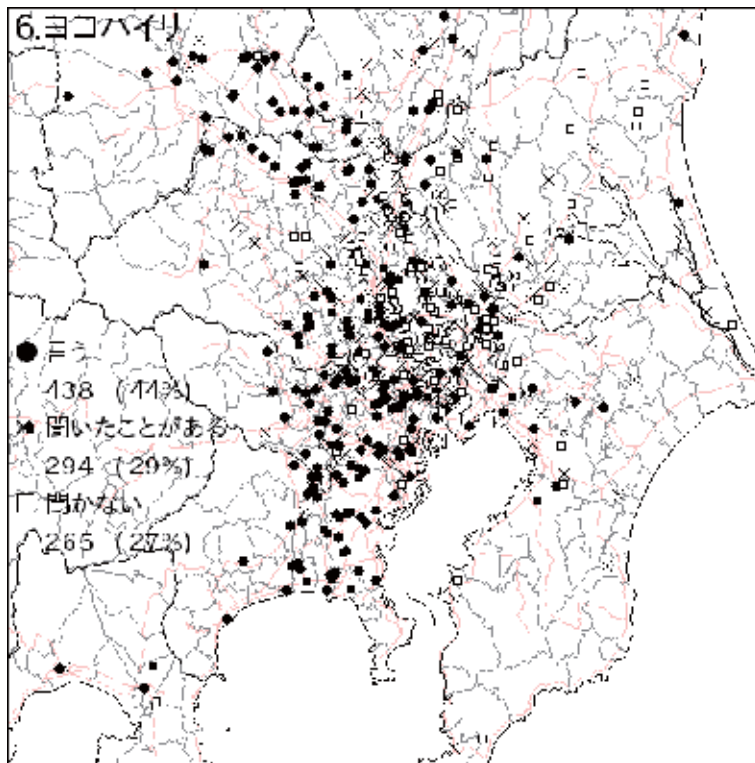 6.ヨコハイリ
● 言う
438 (44%)
× 聞いたことがある
294 (29%)
□ 聞かない
265 (27%)